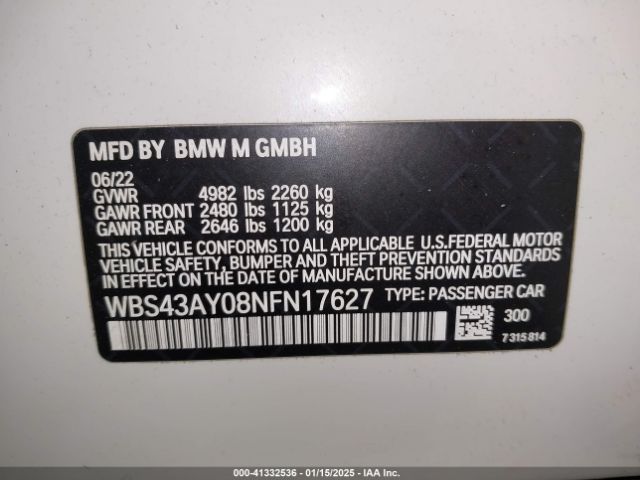 MFD BY BMW M GMBH
06/22
GVWR 4982 lbs 2260 kg
GAWR FRONT 2480 lbs 1125 kg
GAWR REAR 2646 lbs 1200 kg
THIS VEHICLE CONFORMS TO ALL APPLICABLE U.S.FEDERAL MOTOR
VEHICLE SAFETY, BUMPER AND THEFT PREVENTION STANDARDS
IN EFFECT ON THE DATE OF MANUFACTURE SHOWN ABOVE.
WBS43AY08NFN17627 TYPE: PASSENGER CAR
300
7315814
000-41332536 - 01/15/2025 - IAA Inc.